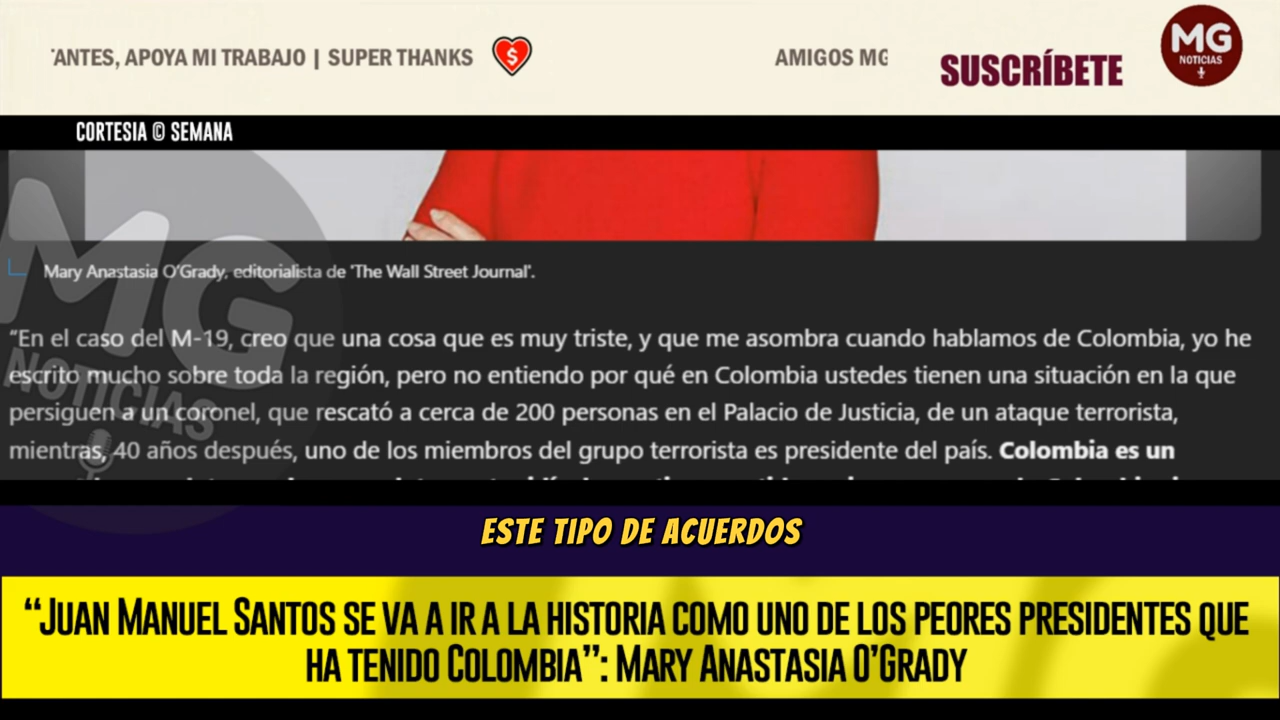 'ANTES, APOYA MI TRABAJO | SUPER THANKS
AMIGOS MG
SUSCRÍBETE
MG
NOTICIAS
CORTESIA © SEMANA
MG
NOTICIAS
Mary Anastasia O'Grady, editorialista de 'The Wall Street Journal'.
“En el caso del M-19, creo que una cosa que es muy triste, y que me asombra cuando hablamos de Colombia, yo he
escrito mucho sobre toda la región, pero no entiendo por qué en Colombia ustedes tienen una situación en la que
persiguen a un coronel, que rescató a cerca de 200 personas en el Palacio de Justicia, de un ataque terrorista,
mientras, 40 años después, uno de los miembros del grupo terrorista es presidente del país. Colombia es un
ESTE TIPO DE ACUERDOS
“JUAN MANUEL SANTOS SE VA A IR A LA HISTORIA COMO UNO DE LOS PEORES PRESIDENTES QUE
HA TENIDO COLOMBIA”: MARY ANASTASIA O'GRADY